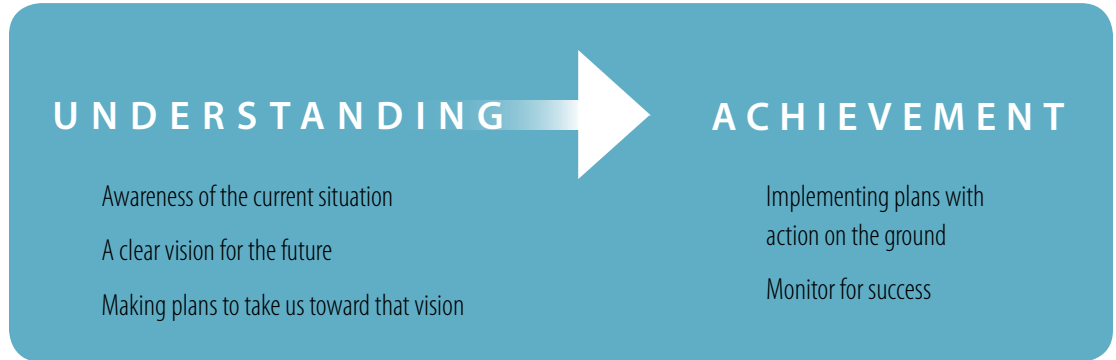 UNDERSTANDING
Awareness of the current situation
A clear vision for the future
Making plans to take us toward that vision
ACHIEVEMENT
Implementing plans with
action on the ground
Monitor for success